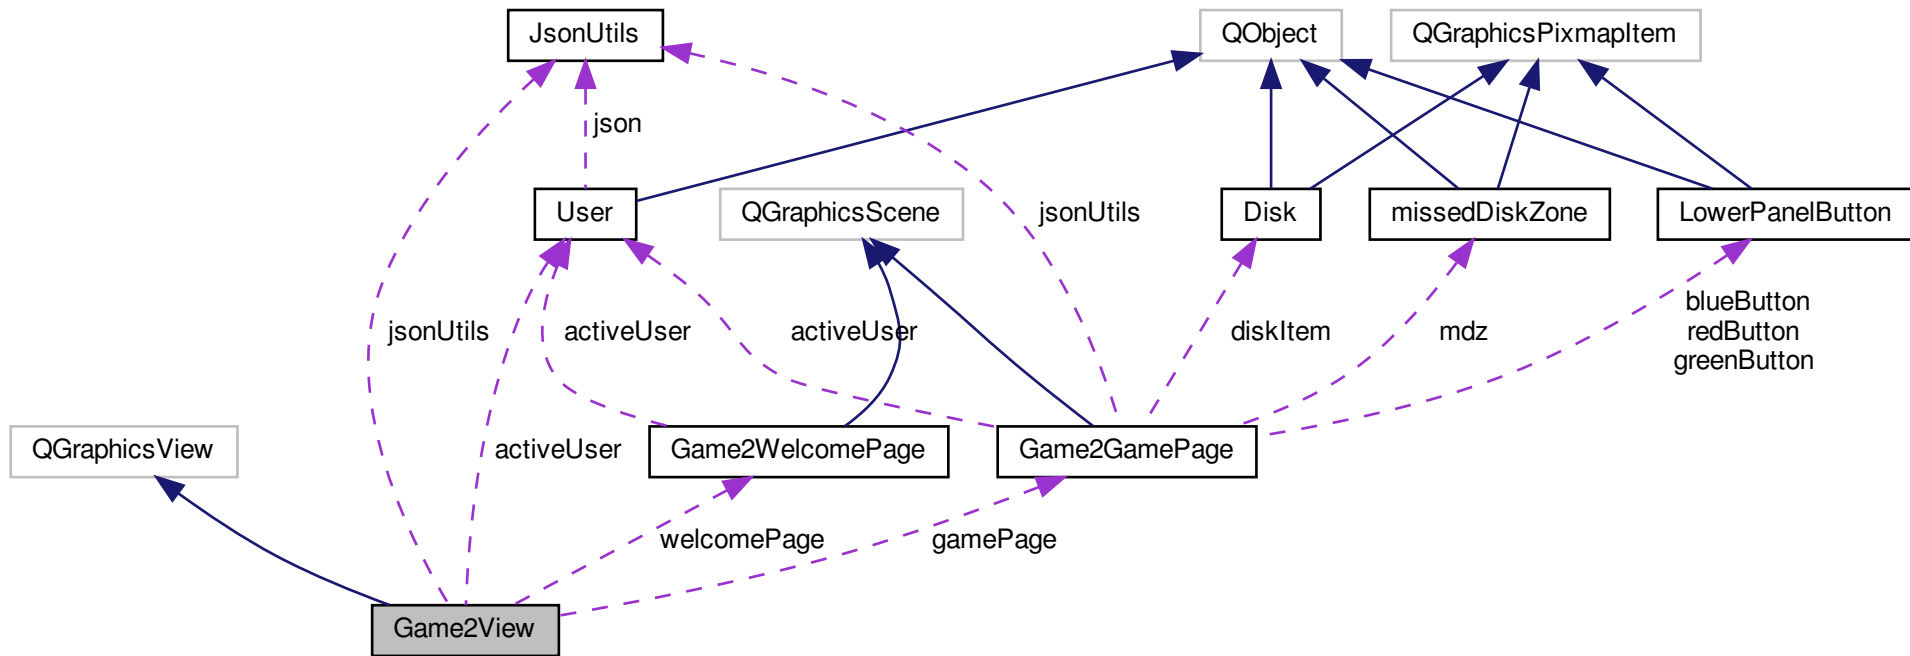 JsonUtils
QObject
QGraphicsPixmapItem
json
User
QGraphicsScene
jsonUtils
Disk
missedDiskZone
LowerPanelButton
jsonUtils
activeUser
activeUser
diskItem
mdz
blueButton
redButton
greenButton
QGraphicsView
activeUser
Game2WelcomePage
Game2GamePage
welcomePage
gamePage
Game2View